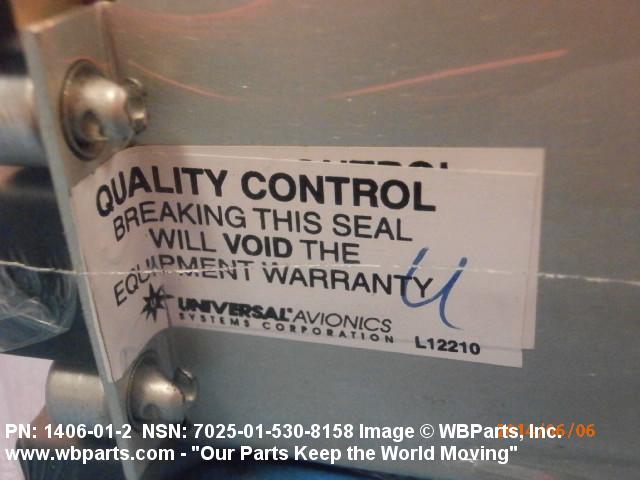 QUALITY CONTROL
BREAKING THIS SEAL
WILL VOID THE
EQUIPMENT WARRANTY
UNIVERSAL AVIONICS
SYSTEMS CORPORATION
L12210
PN: 1406-01-2 NSN: 7025-01-530-8158 Image © WBParts, Inc.
www.wbparts.com - "Our Parts Keep the World Moving"